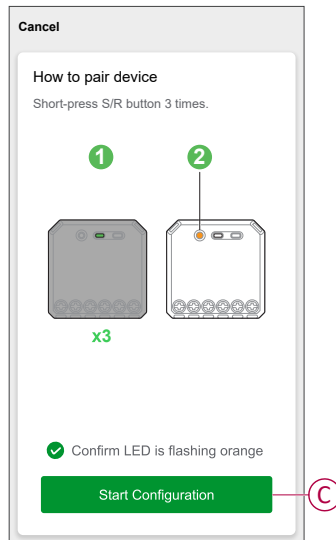 Cancel
How to pair device
Short-press S/R button 3 times.
1 2
x3
Confirm LED is flashing orange
Start Configuration
C